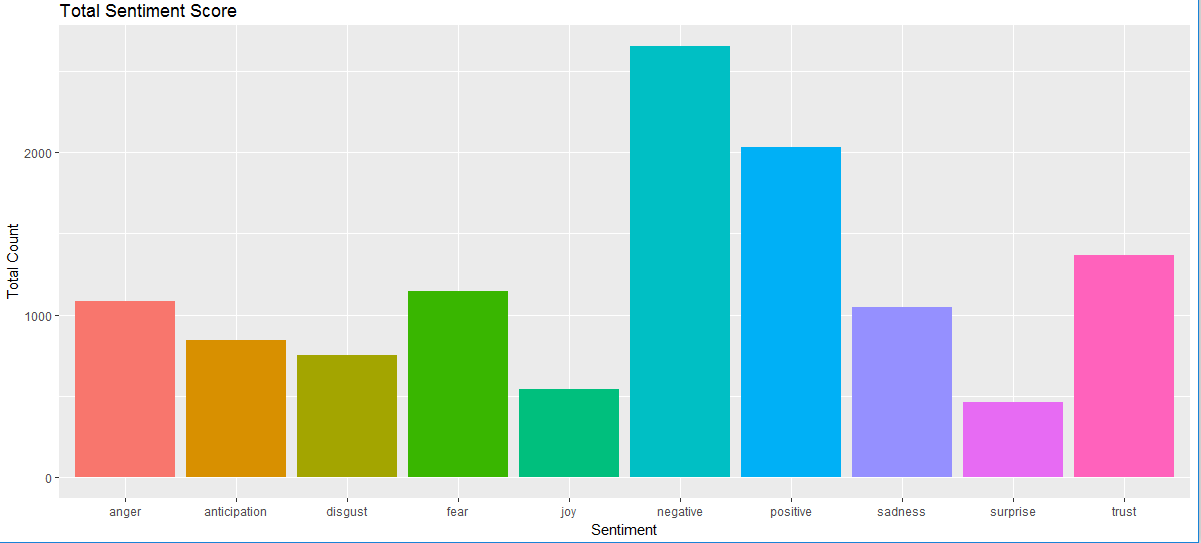 Total Sentiment Score
Total Count
2000
1000
0
anger anticipation disgust fear joy negative positive sadness surprise trust
Sentiment